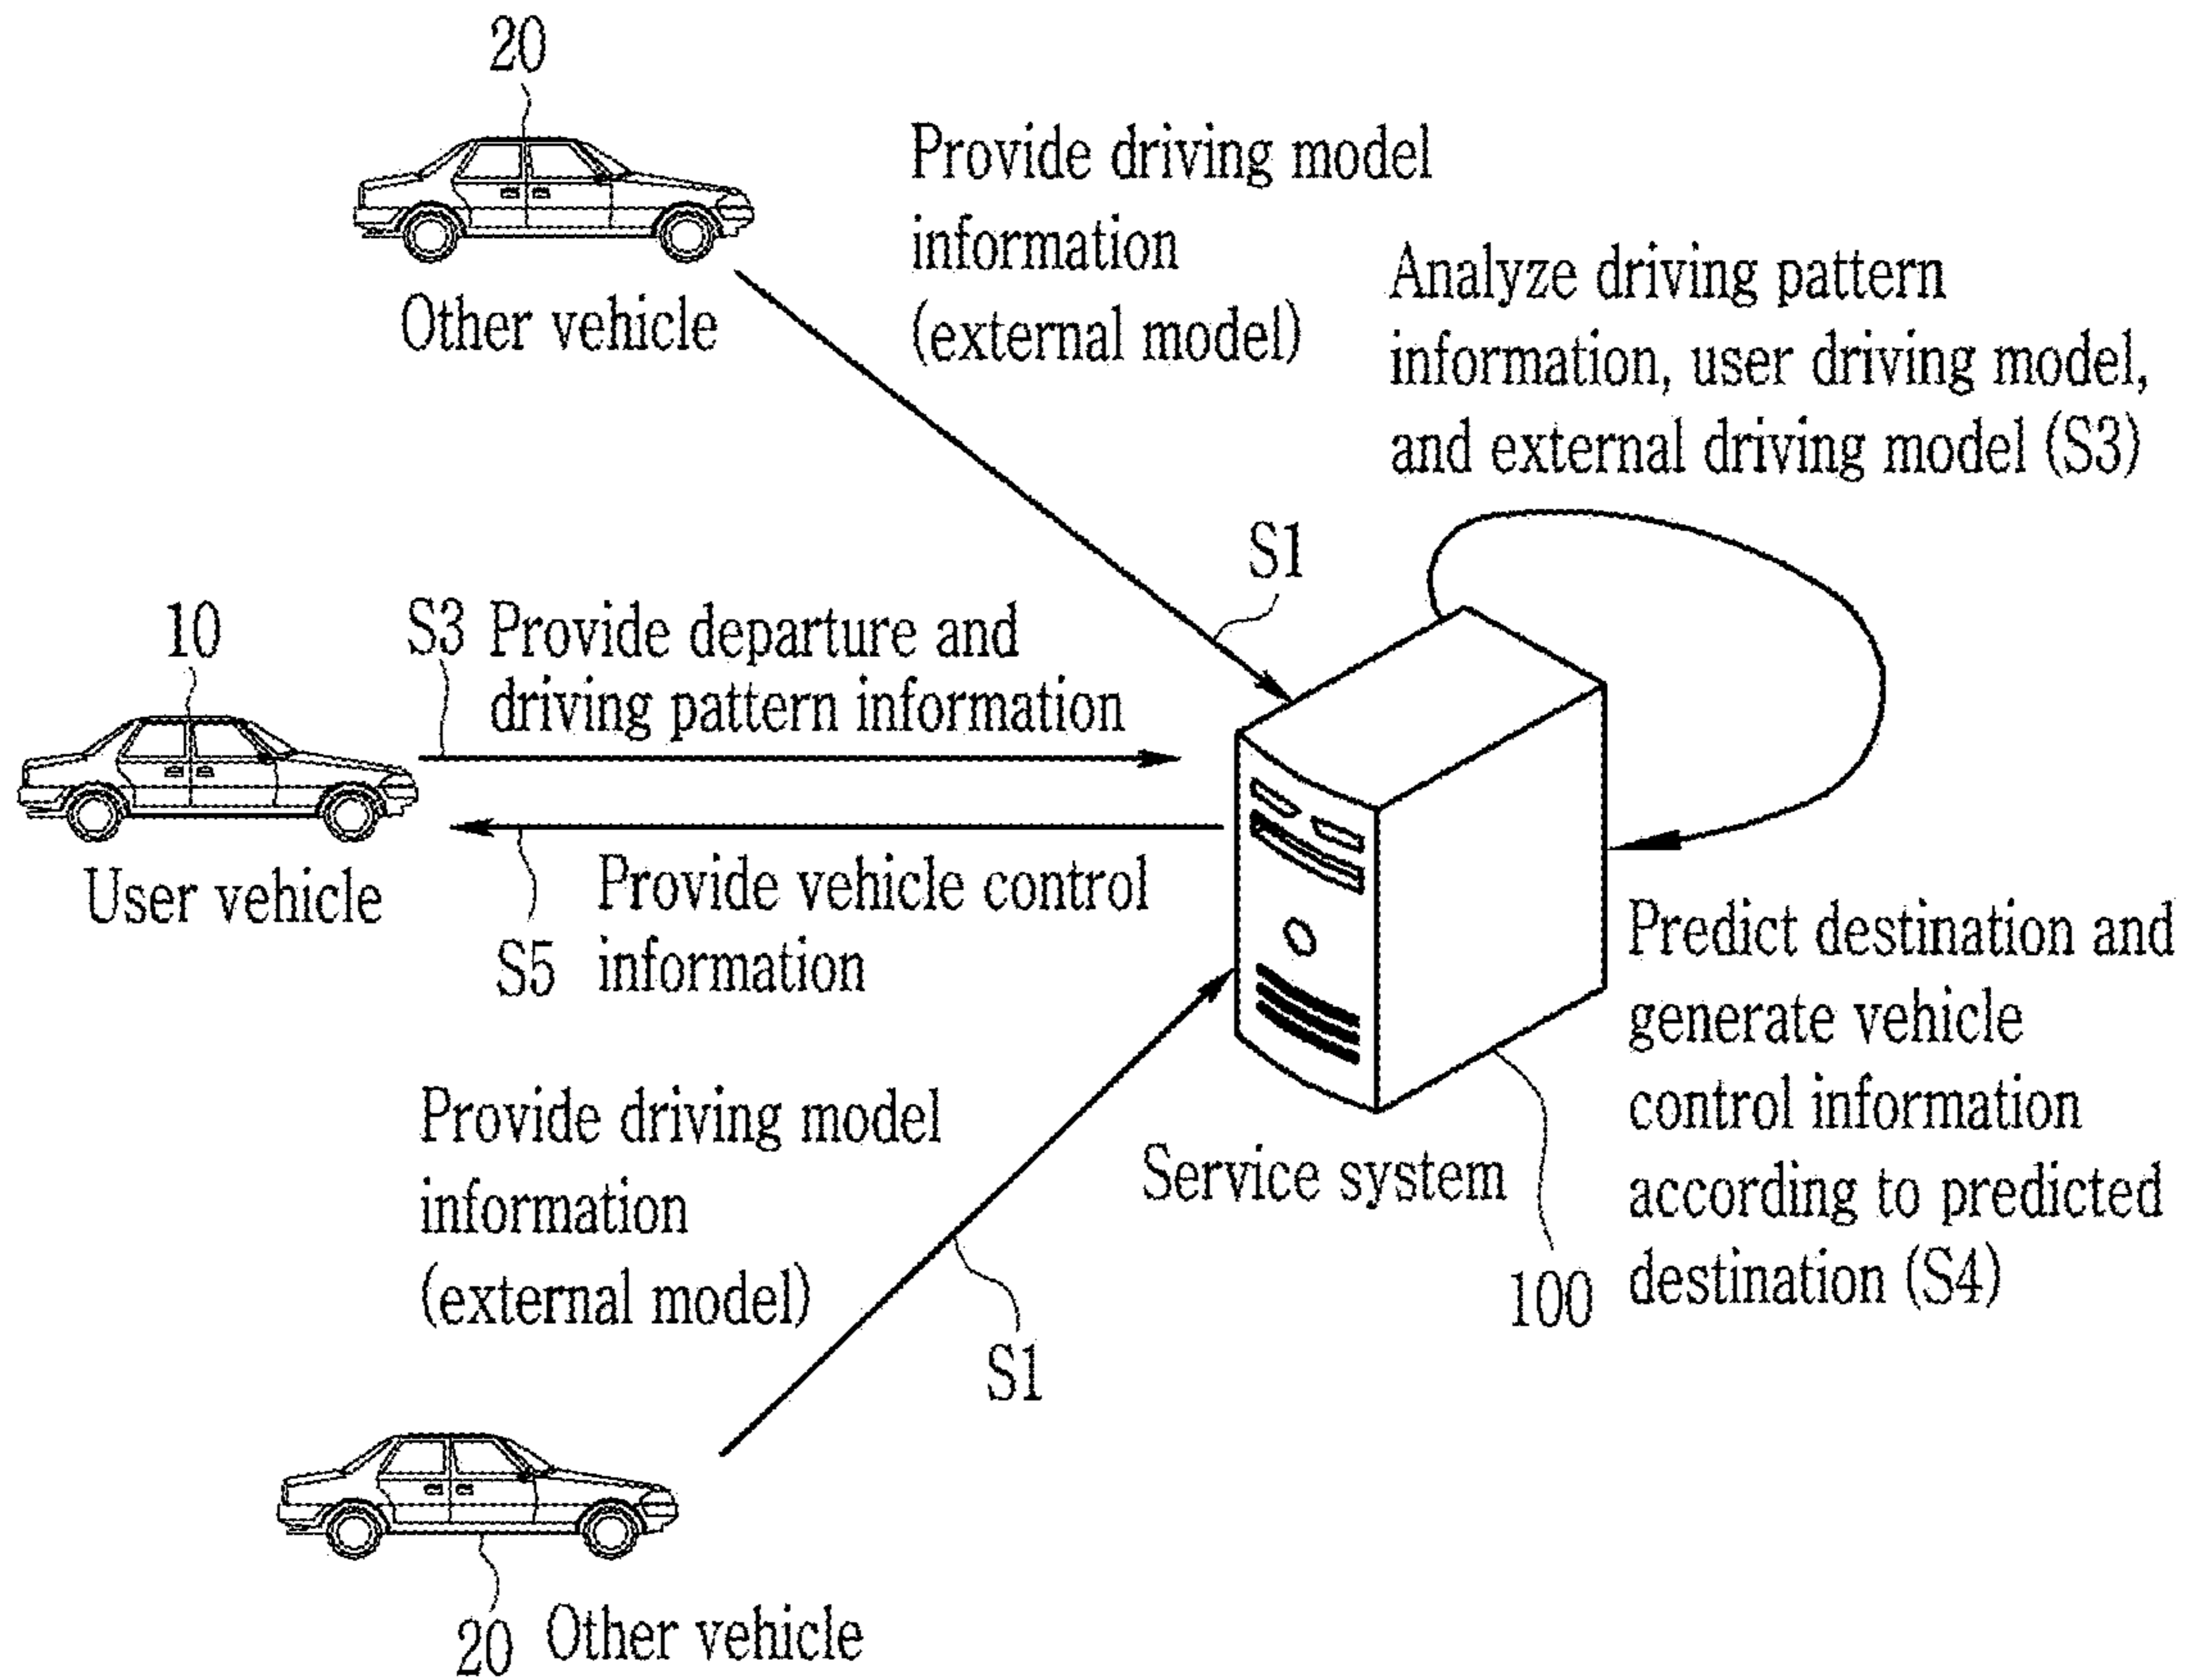 20
Other vehicle
Provide driving model
information
(external model)
Analyze driving pattern
information, user driving model,
and external driving model (S3)
S1
10
User vehicle
S3 Provide departure and
driving pattern information
S5
Provide vehicle control
information
Provide driving model
information
(external model)
S1
Service system
100
Predict destination and
generate vehicle
control information
according to predicted
destination (S4)
20
Other vehicle